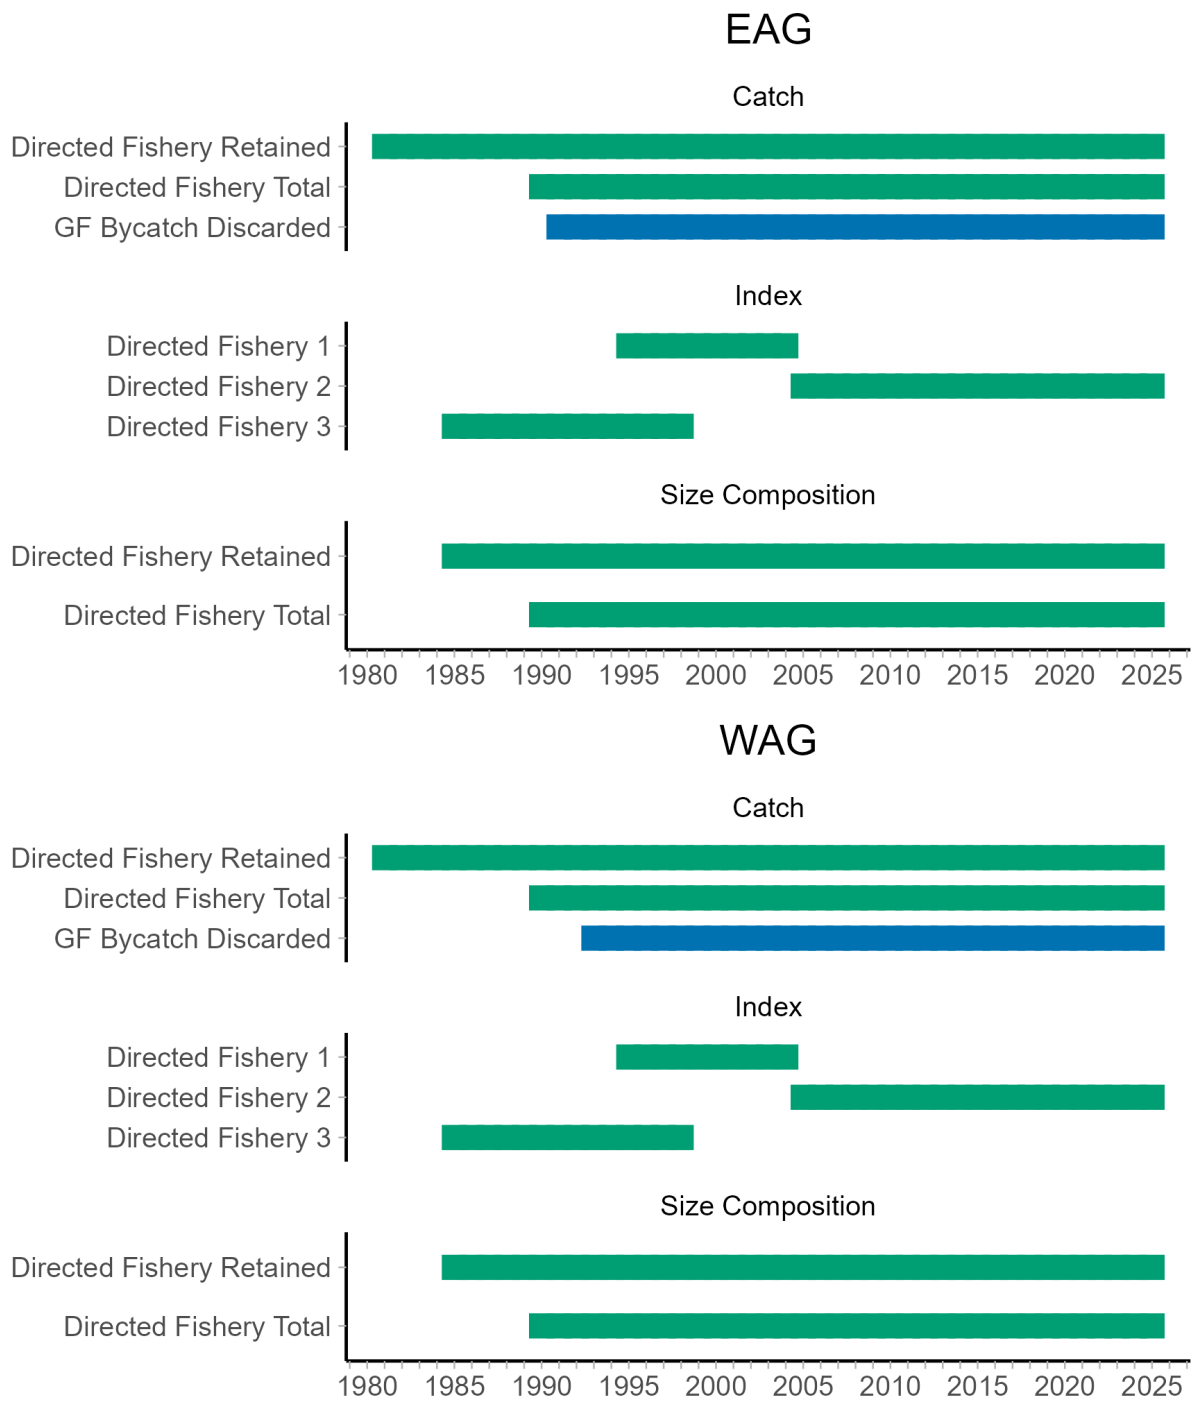 EAG
Catch
Directed Fishery Retained
Directed Fishery Total
GF Bycatch Discarded
Index
Directed Fishery 1
Directed Fishery 2
Directed Fishery 3
Size Composition
Directed Fishery Retained
Directed Fishery Total
1980 1985 1990 1995 2000 2005 2010 2015 2020 2025
WAG
Catch
Directed Fishery Retained
Directed Fishery Total
GF Bycatch Discarded
Index
Directed Fishery 1
Directed Fishery 2
Directed Fishery 3
Size Composition
Directed Fishery Retained
Directed Fishery Total
1980 1985 1990 1995 2000 2005 2010 2015 2020 2025